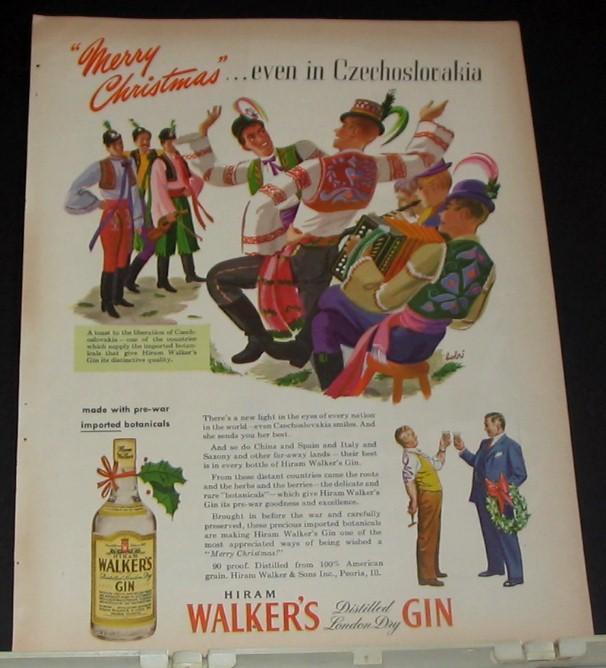 "Merry
Christmas" ...even in Czechoslovakia
A toast to the liberation of Czech-
oslovakia — one of the countries
which supply the imported botan-
icals that give Hiram Walker's
Gin its distinctive quality.
made with pre-war
imported botanicals
There's a new light in the eyes of every nation
in the world—even Czechoslovakia smiles. And
she sends you her best.
And so do China and Spain and Italy and
Saxony and other far-away lands — their best
is in every bottle of Hiram Walker's Gin.
From these distant countries came the roots
and the herbs and the berries—the delicate and
rare "botanicals"—which give Hiram Walker's
Gin its pre-war goodness and excellence.
Brought in before the war and carefully
preserved, these precious imported botanicals
are making Hiram Walker's Gin one of the
most appreciated ways of being wished a
"Merry Christmas!"
90 proof. Distilled from 100% American
grain. Hiram Walker & Sons Inc., Peoria, Ill.
Hiram
Walker
HIRAM
WALKER'S
Distilled London Dry
GIN
HIRAM
WALKER'S Distilled London Dry GIN